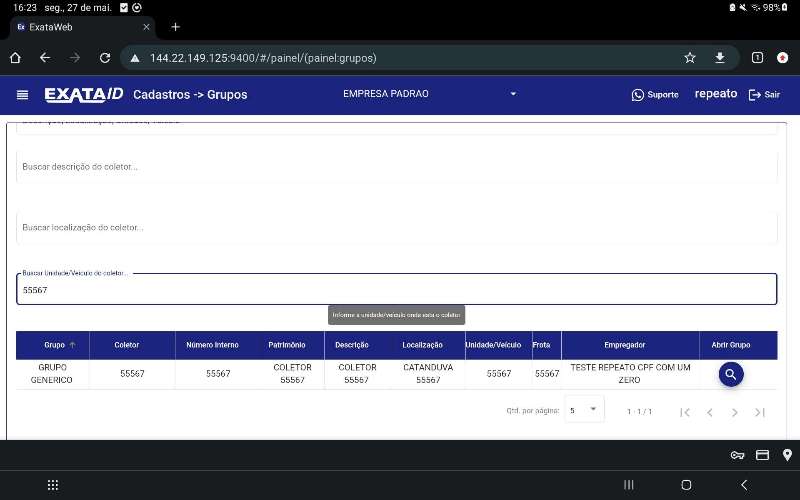 16:23 seg., 27 de mai. 98%
Ex ExataWeb
144.22.149.125:9400/#/painel/(painel:grupos) 1
EXATAID Cadastros -> Grupos EMPRESA PADRAO Suporte repeato Sair
Buscar descrição do coletor...
Buscar localização do coletor...
Buscar Unidade/Veículo do coletor...
55567
Informe a unidade/veículo onde esta o coletor
Grupo Coletor Número Interno Patrimônio Descrição Localização Unidade/Veículo Frota Empregador Abrir Grupo
GRUPO GENERICO 55567 55567 COLETOR 55567 COLETOR 55567 CATANDUVA 55567 55567 55567 TESTE REPEATO CPF COM UM ZERO
Qtd. por página: 5 1 - 1 / 1